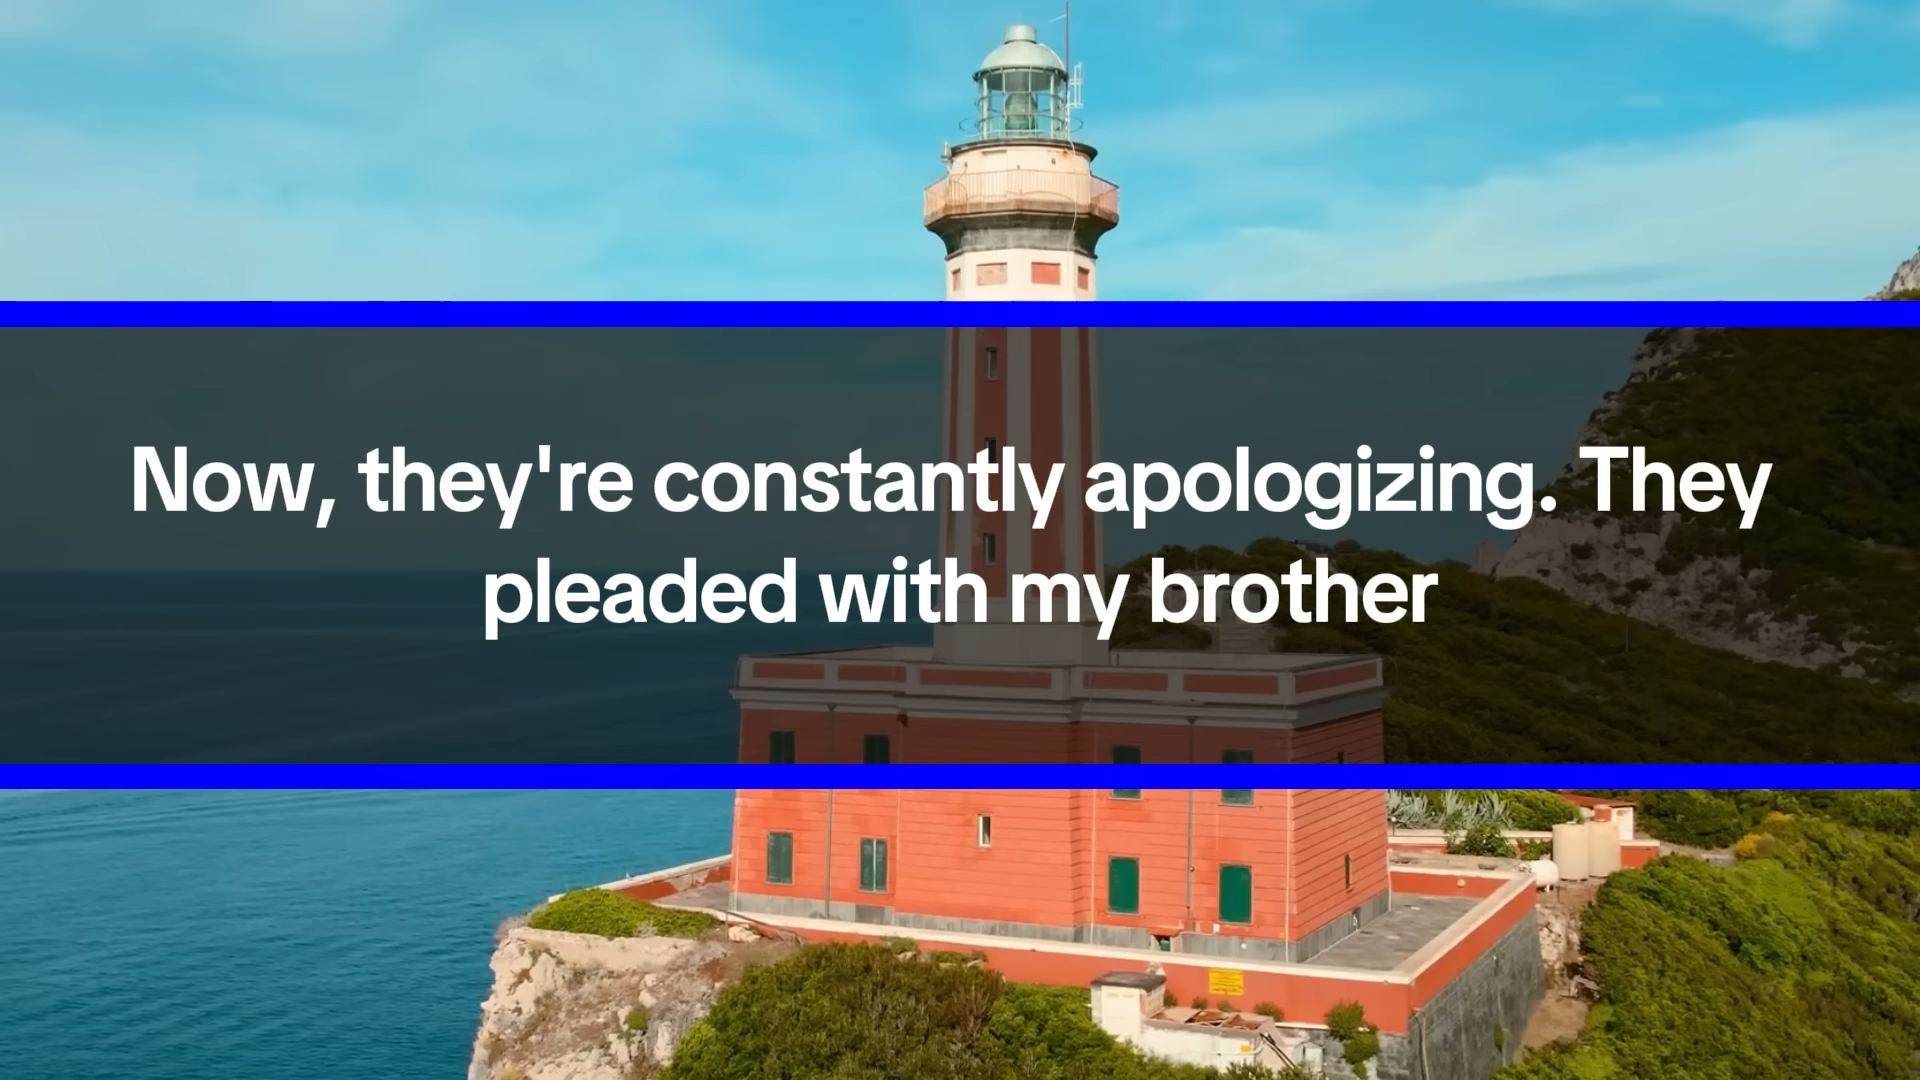 Now, they're constantly apologizing. They
pleaded with my brother